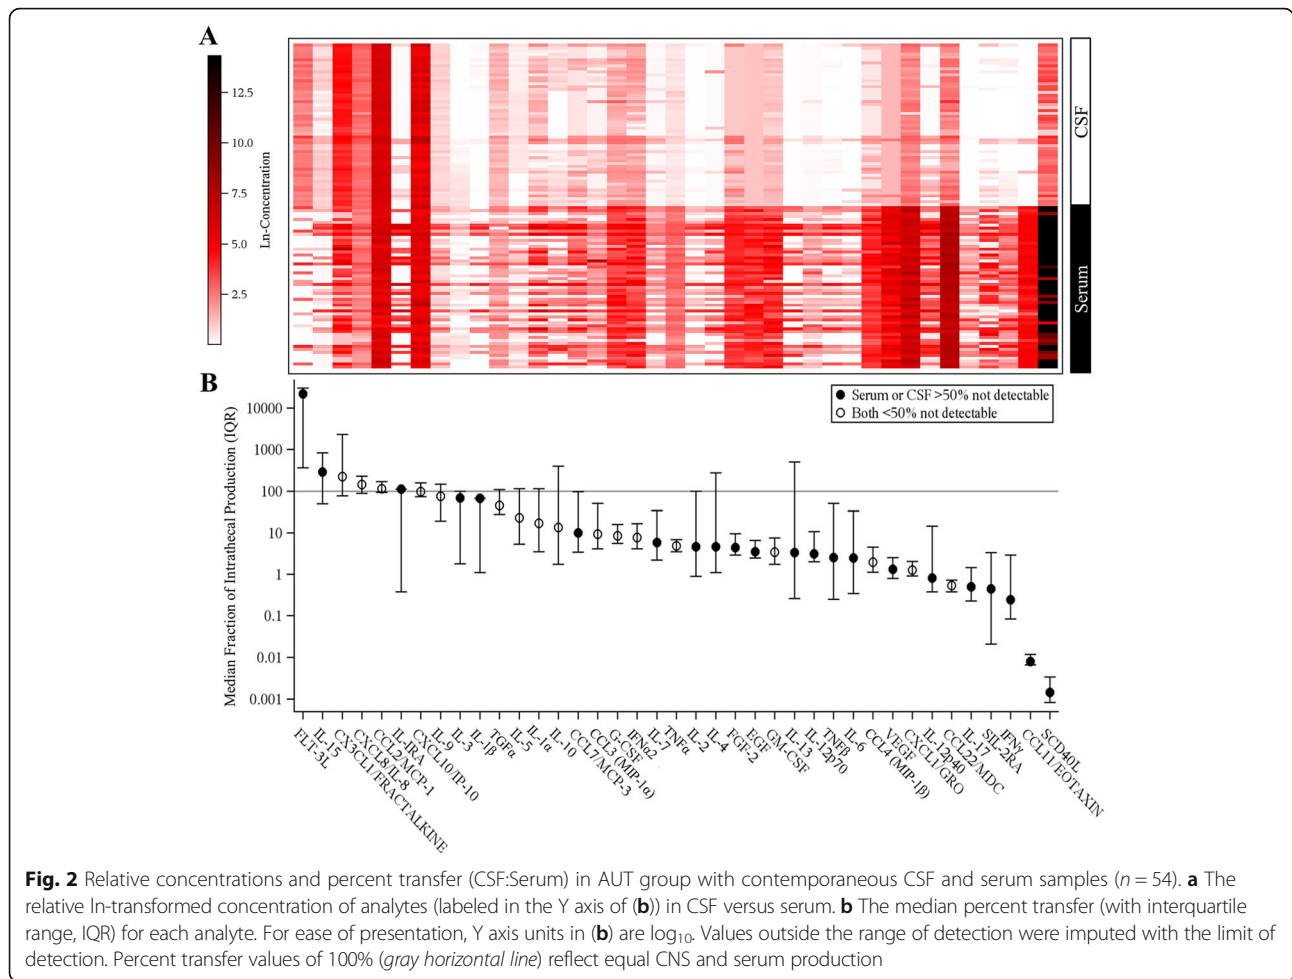 A
12.5
10.0
7.5
5.0
2.5
Ln-Concentration
CSF
Serum
B
Serum or CSF >50% not detectable
Both <50% not detectable
Median Fraction of Intrathecal Production (IQR)
10000
1000
100
10
1
0.1
0.01
0.001
FLT-3L
IL-15
CX3CL1/FRACTALKINE
CXCL8/IL-8
CCL2/MCP-1
IL-IRA
CXCL10/IP-10
IL-9
IL-3
IL-1β
TGFα
IL-5
IL-1α
IL-10
CCL7/MCP-3
CCL3 (MIP-1α)
G-CSF
IFNα2
IL-7
TNFα
IL-2
IL-4
FGF-2
EGF
GM-CSF
IL-13
IL-12p70
TNFβ
IL-6
CCL4 (MIP-1β)
VEGF
CXCL1/GRO
IL-12p40
CCL22/MDC
IL-17
SIL-2RA
IFNγ
CCL11/EOTAXIN
SCD40L
Fig. 2 Relative concentrations and percent transfer (CSF:Serum) in AUT group with contemporaneous CSF and serum samples (n = 54). a The
relative ln-transformed concentration of analytes (labeled in the Y axis of (b)) in CSF versus serum. b The median percent transfer (with interquartile
range, IQR) for each analyte. For ease of presentation, Y axis units in (b) are log10. Values outside the range of detection were imputed with the limit of
detection. Percent transfer values of 100% (gray horizontal line) reflect equal CNS and serum production